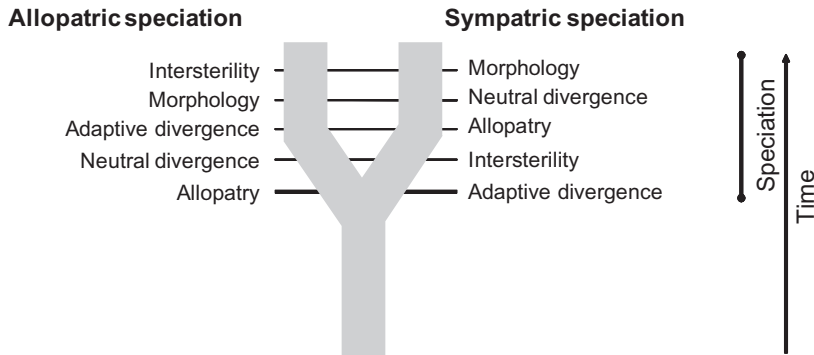 Allopatric speciation
Sympatric speciation
Intersterility
Morphology
Adaptive divergence
Neutral divergence
Allopatry
Morphology
Neutral divergence
Allopatry
Intersterility
Adaptive divergence
Speciation
Time